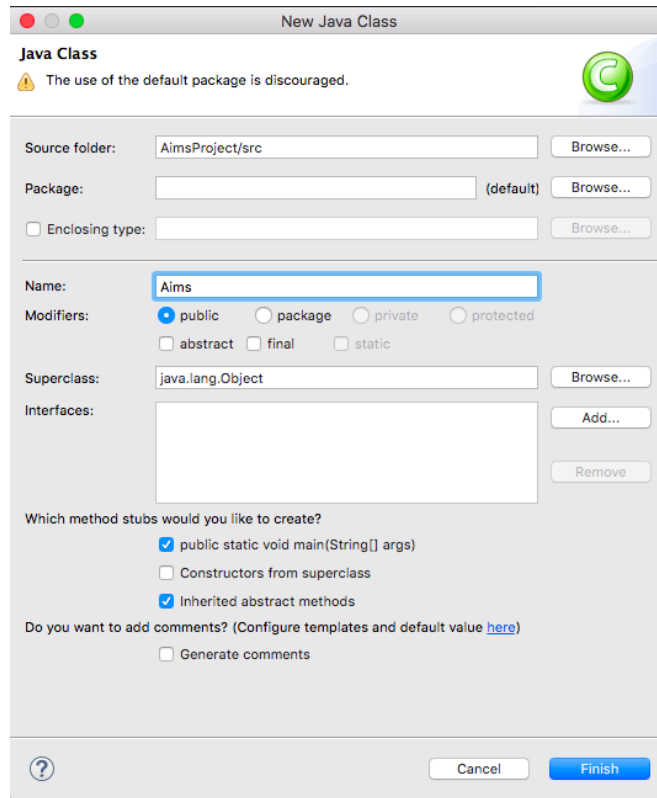 New Java Class
Java Class
The use of the default package is discouraged.
C
Source folder: AimsProject/src Browse...
Package: (default) Browse...
Enclosing type: Browse...
Name: Aims
Modifiers: public package private protected
abstract final static
Superclass: java.lang.Object Browse...
Interfaces: Add...
Remove
Which method stubs would you like to create?
public static void main(String[] args)
Constructors from superclass
Inherited abstract methods
Do you want to add comments? (Configure templates and default value here)
Generate comments
? Cancel Finish